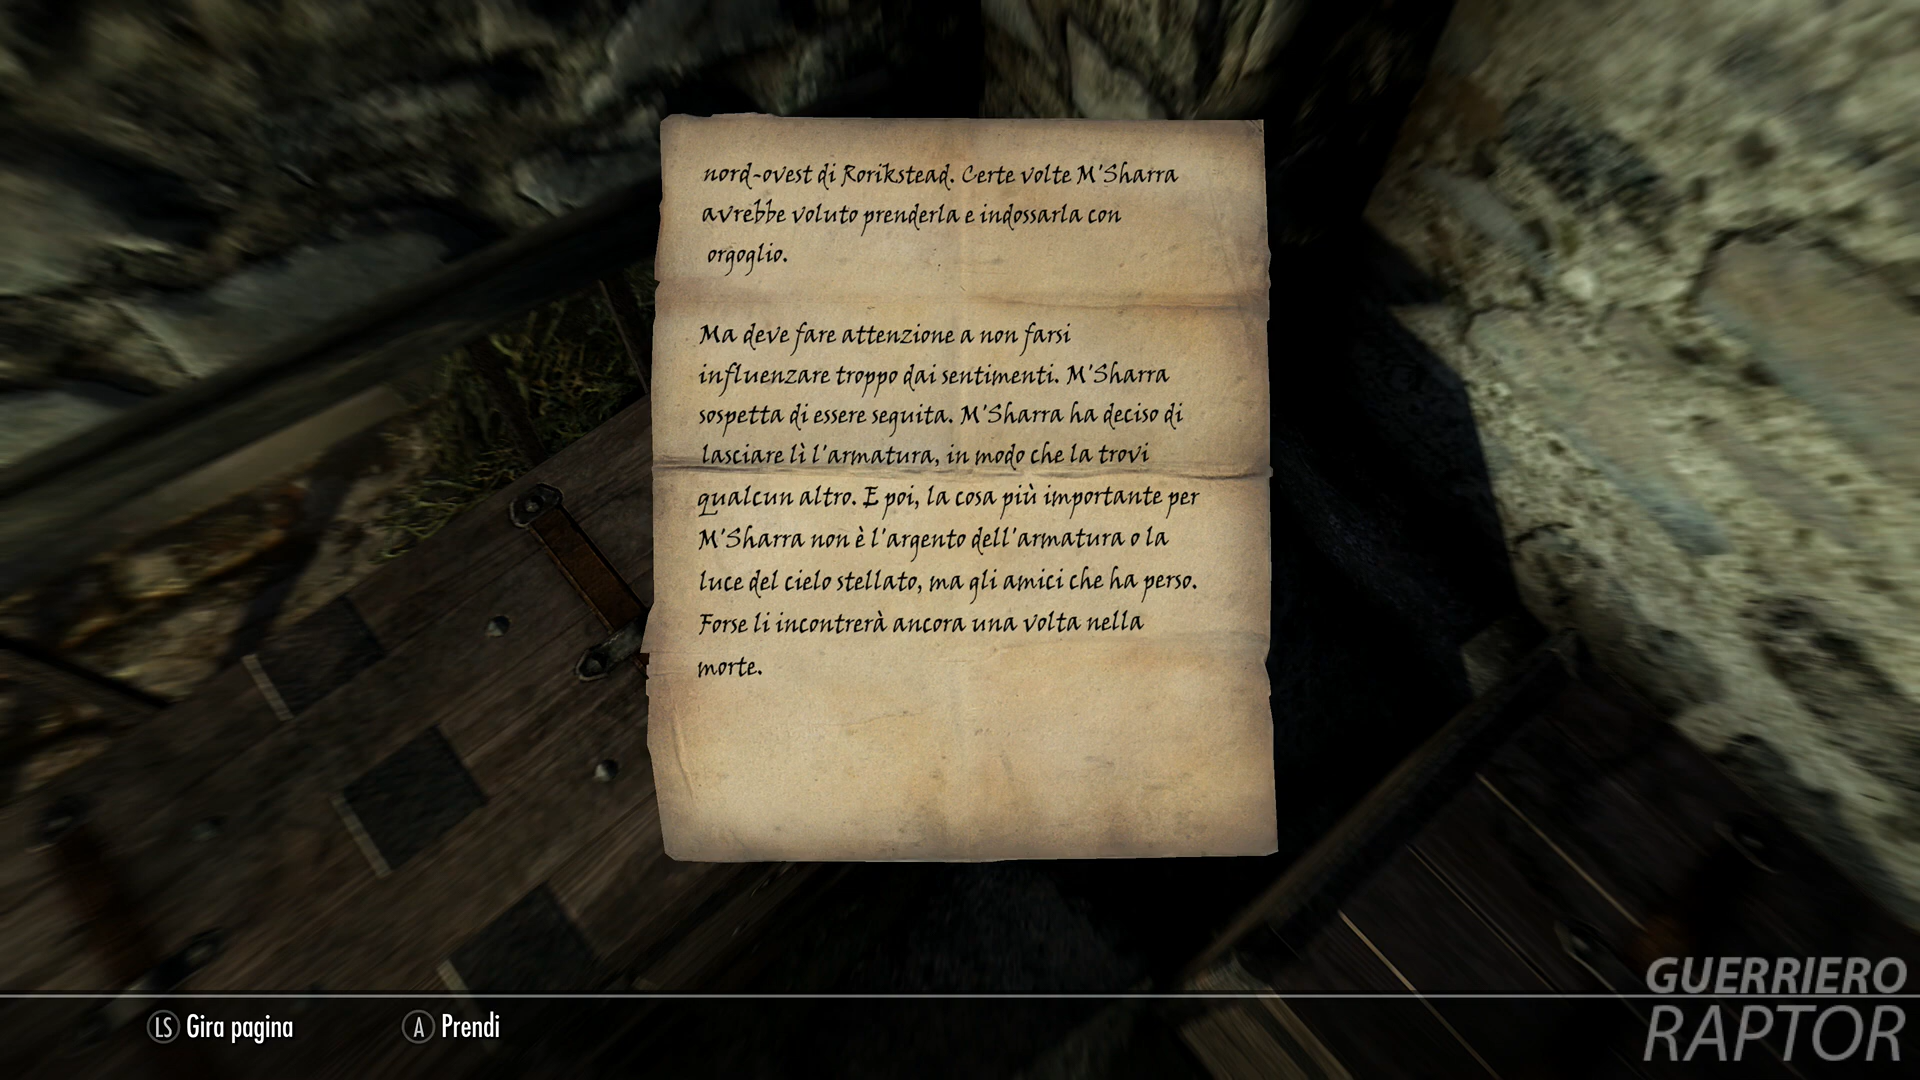 nord-ovest di Rorikstead. Certe volte M'Sharra
avrebbe voluto prenderla e indossarla con
orgoglio.
Ma deve fare attenzione a non farsi
influenzare troppo dai sentimenti. M'Sharra
sospetta di essere seguita. M'Sharra ha deciso di
lasciare lì l'armatura, in modo che la trovi
qualcun altro. E poi, la cosa più importante per
M'Sharra non è l'argento dell'armatura o la
luce del cielo stellato, ma gli amici che ha perso.
Forse li incontrerà ancora una volta nella
morte.
LS Gira pagina
A Prendi
GUERRIERO
RAPTOR